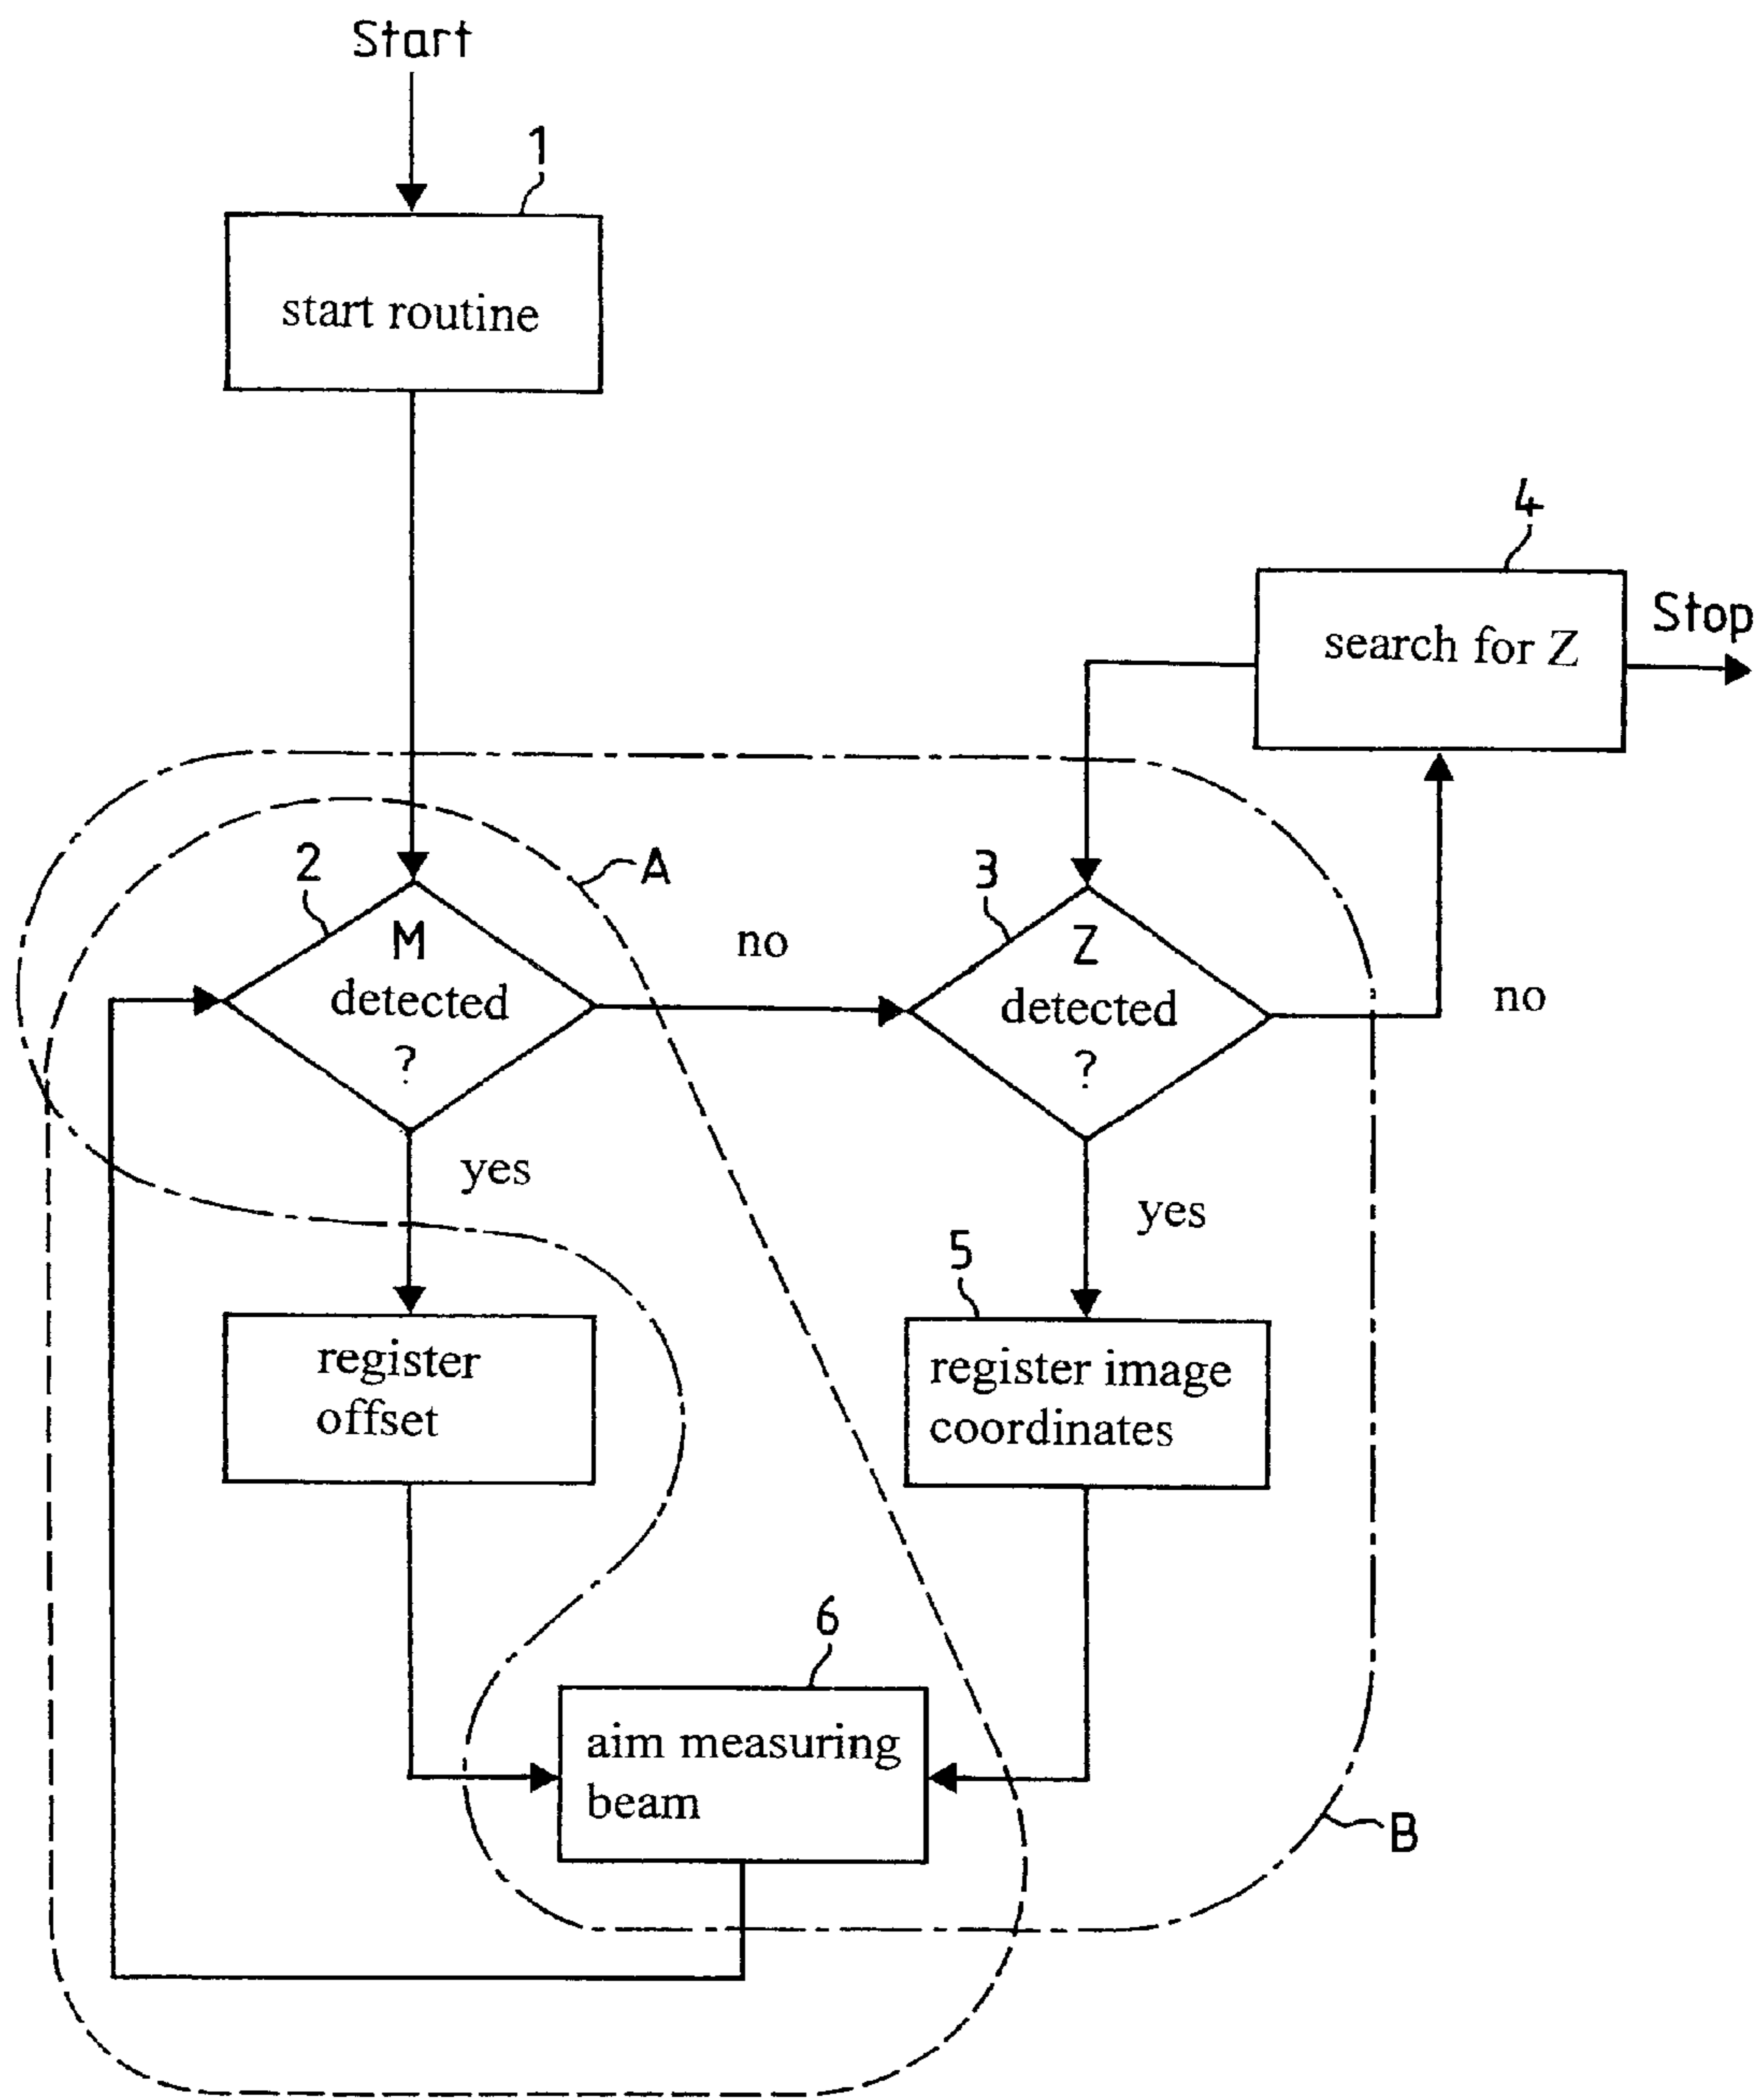 Start
1
start routine
4
Stop
search for Z
2
A
3
M
detected
?
no
Z
detected
?
no
yes
yes
5
register
offset
register image
coordinates
6
aim measuring
beam
B